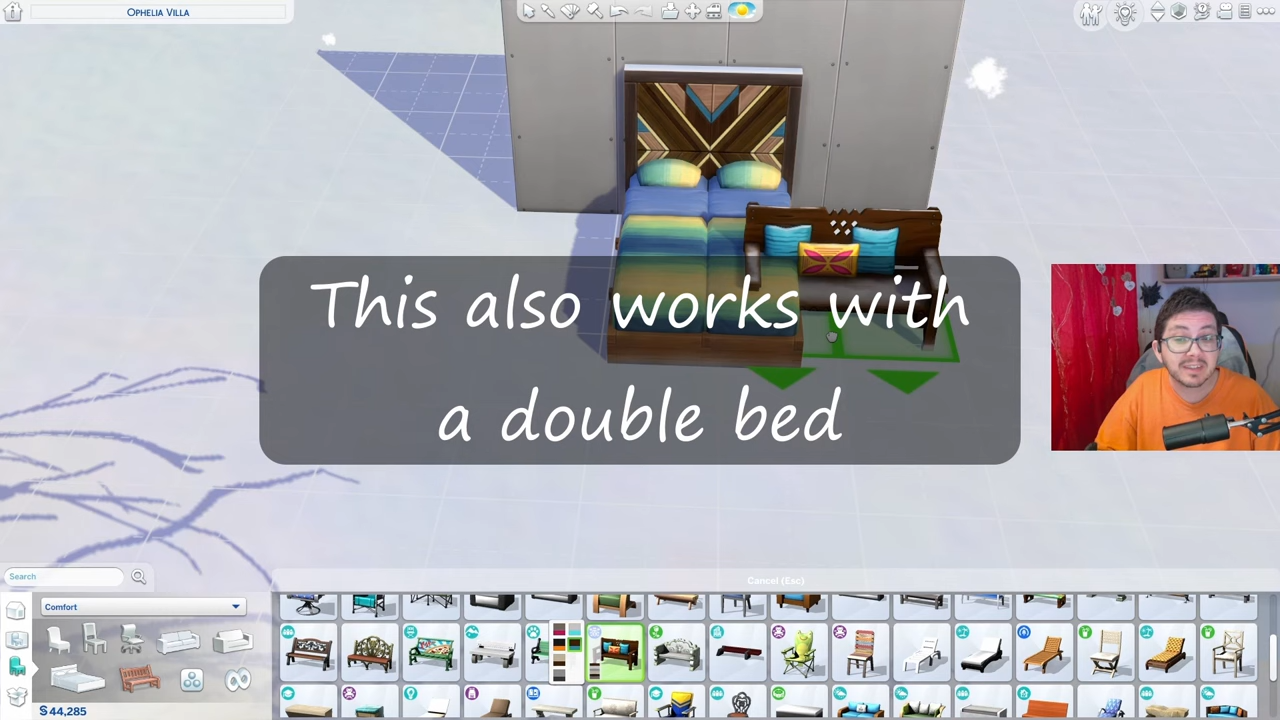 OPHELIA VILLA
This also works with
a double bed
Search
Cancel (Esc)
Comfort
§44,285